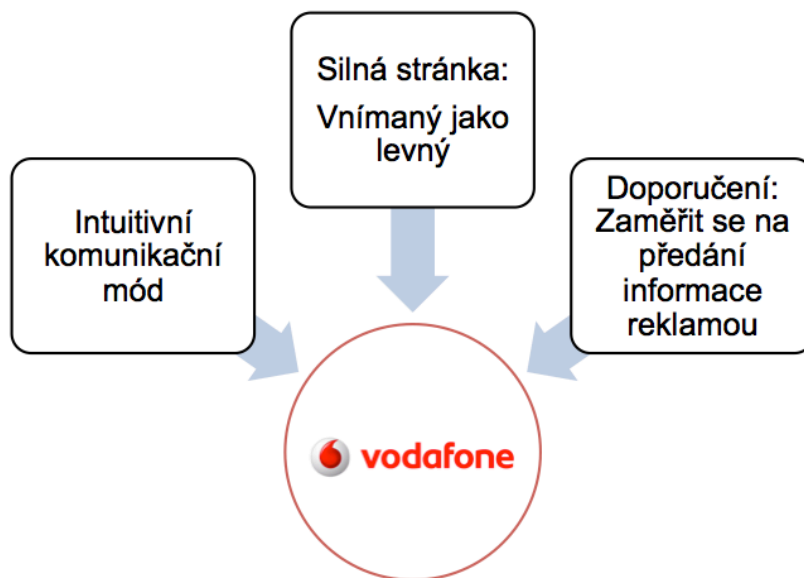 Silná stránka:
Vnímaný jako
levný
Intuitivní
komunikační
mód
Doporučení:
Zaměřit se na
předání
informace
reklamou
vodafone